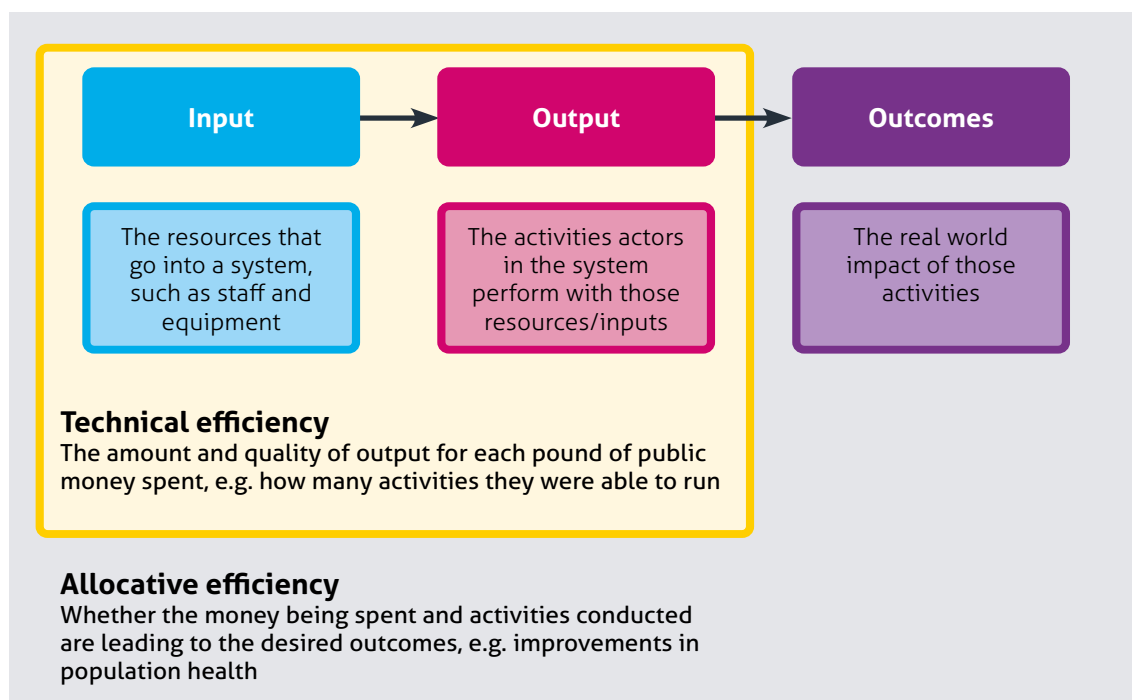 Input
Output
Outcomes
The resources that
go into a system,
such as staff and
equipment
The activities actors
in the system
perform with those
resources/inputs
The real world
impact of those
activities
Technical efficiency
The amount and quality of output for each pound of public
money spent, e.g. how many activities they were able to run
Allocative efficiency
Whether the money being spent and activities conducted
are leading to the desired outcomes, e.g. improvements in
population health